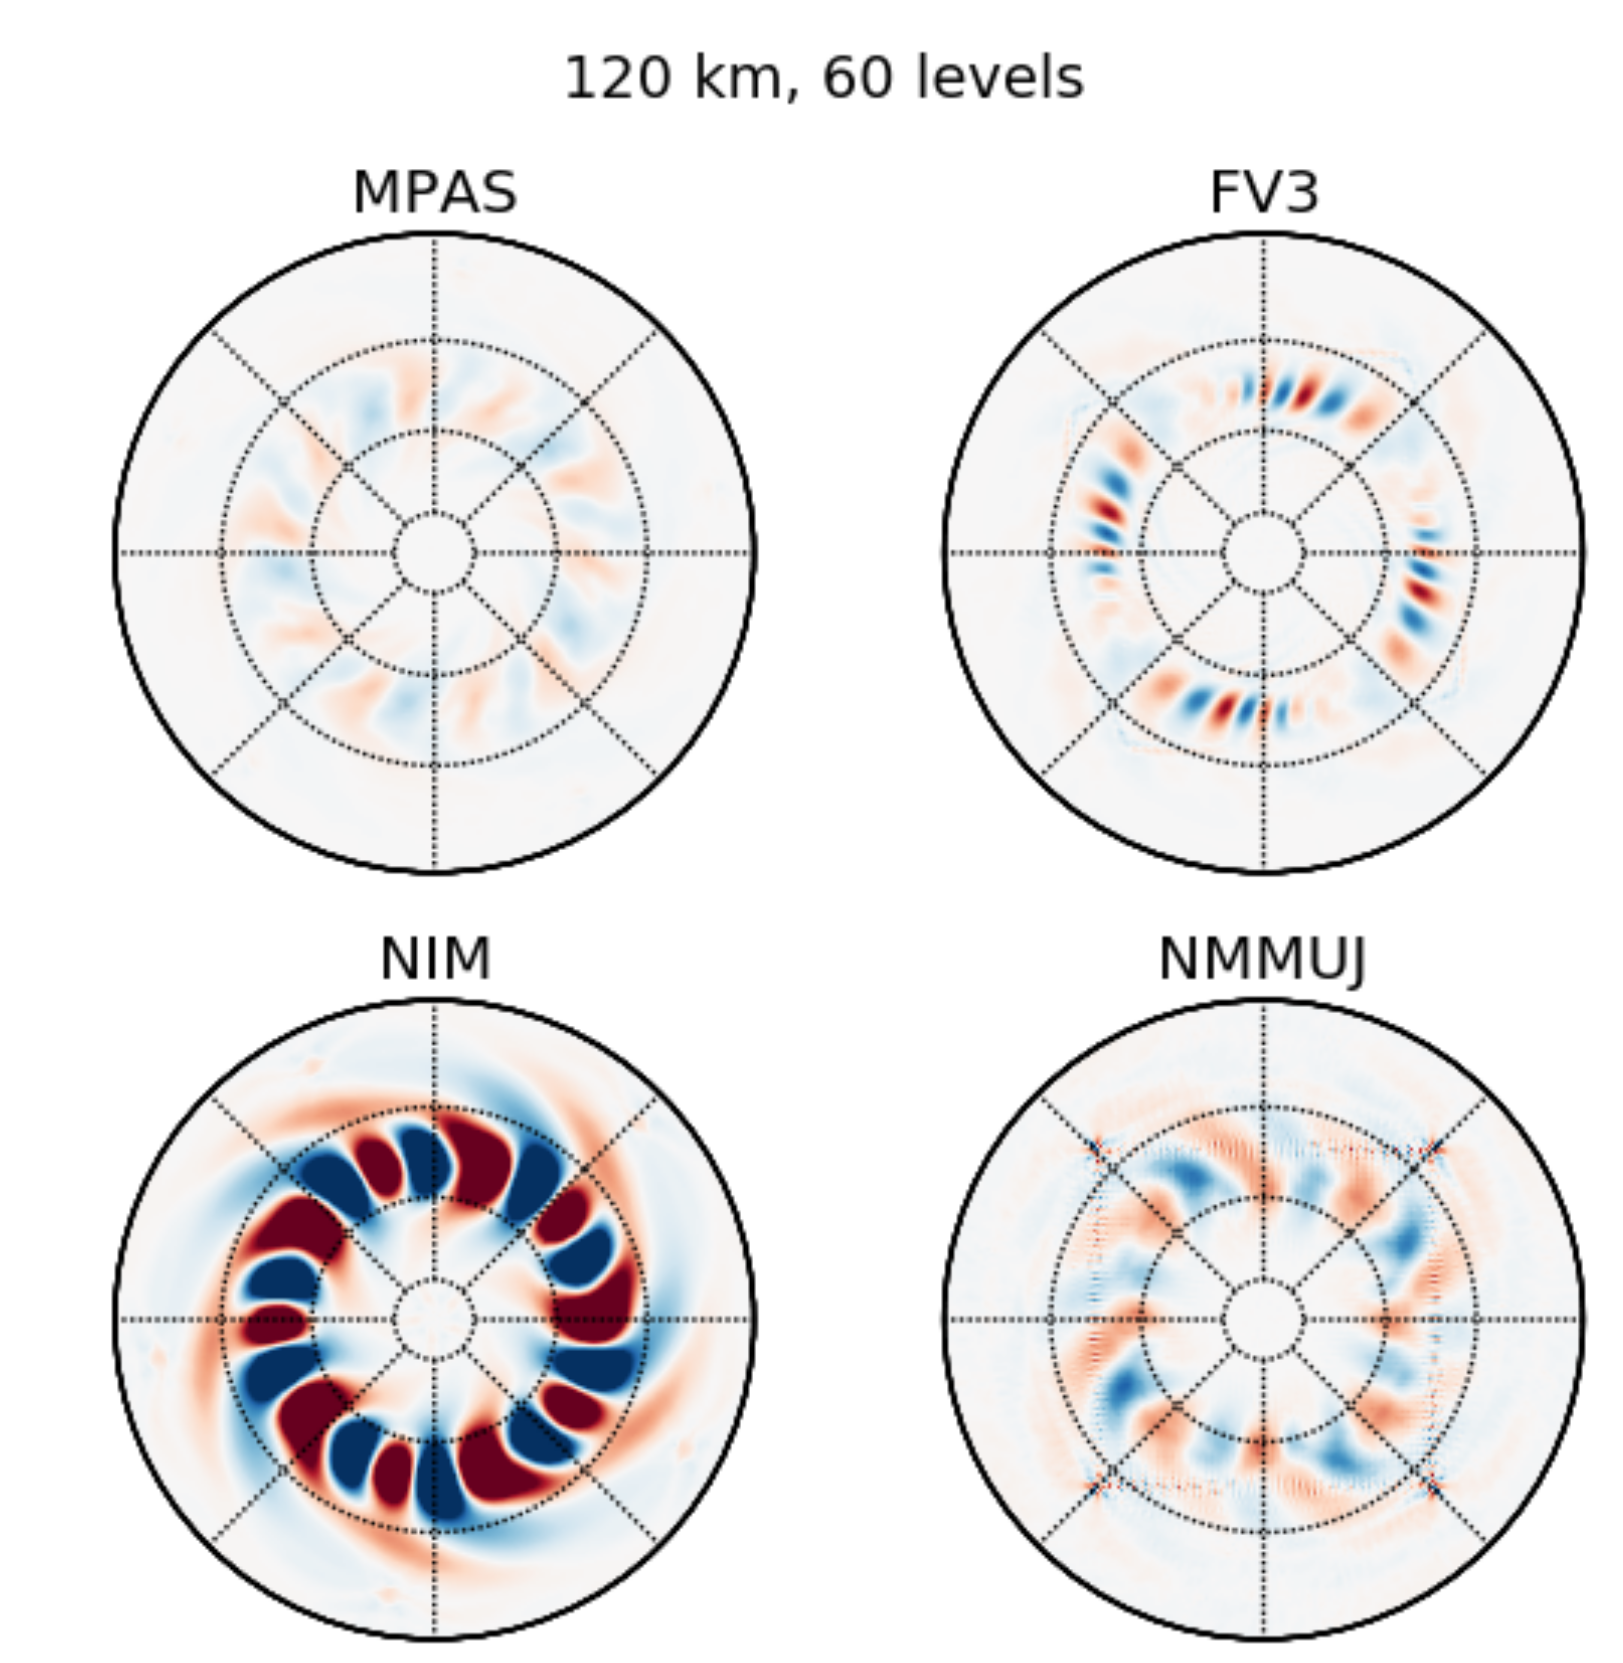 120 km, 60 levels
MPAS
FV3
NIM
NMMUJ